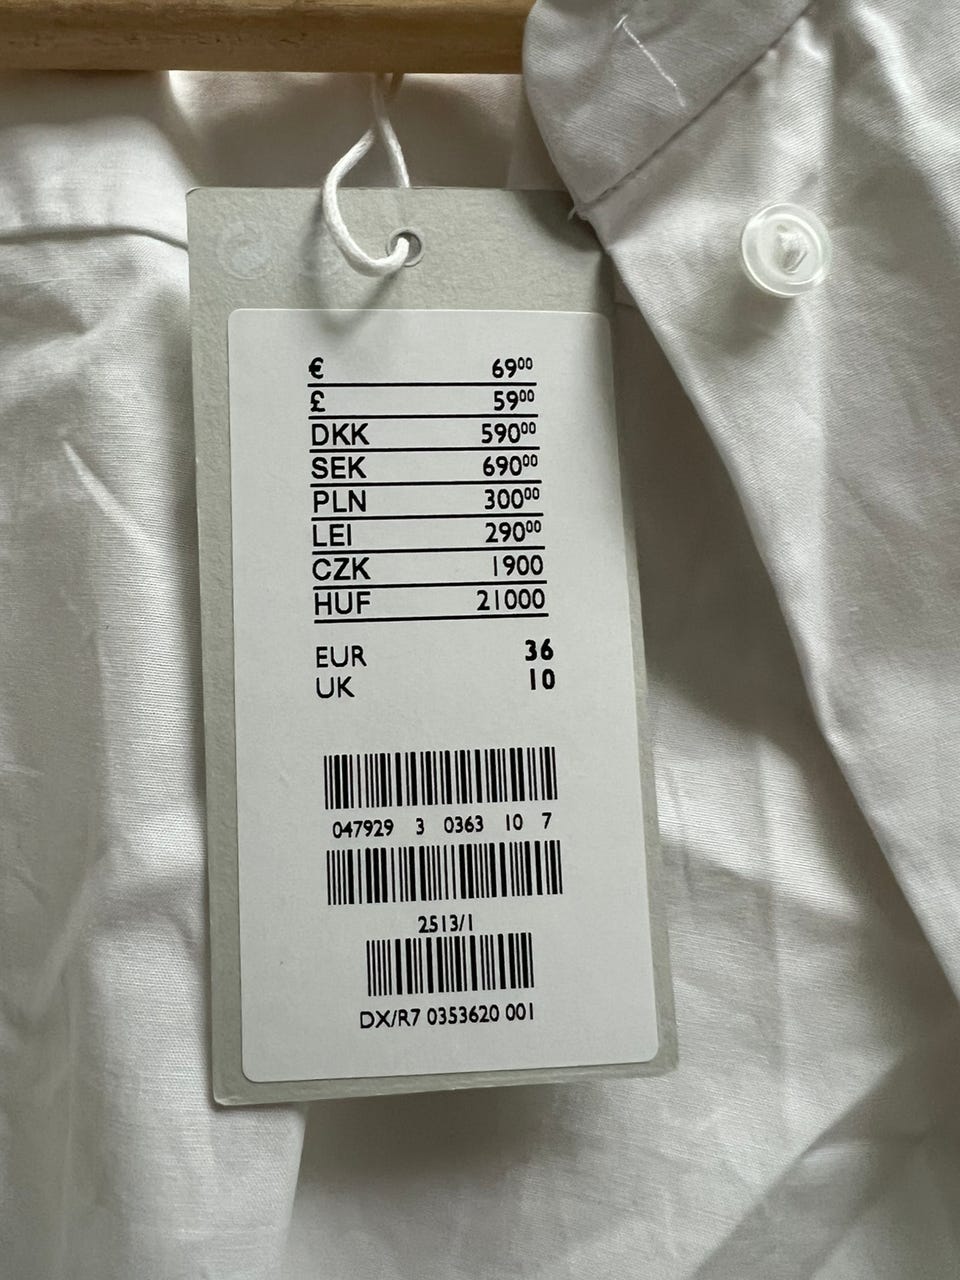 € 69⁰⁰
£ 59⁰⁰
DKK 590⁰⁰
SEK 690⁰⁰
PLN 300⁰⁰
LEI 290⁰⁰
CZK 1900
HUF 21000
EUR 36
UK 10
047929 3 0363 10 7
2513/1
DX/R7 0353620 001